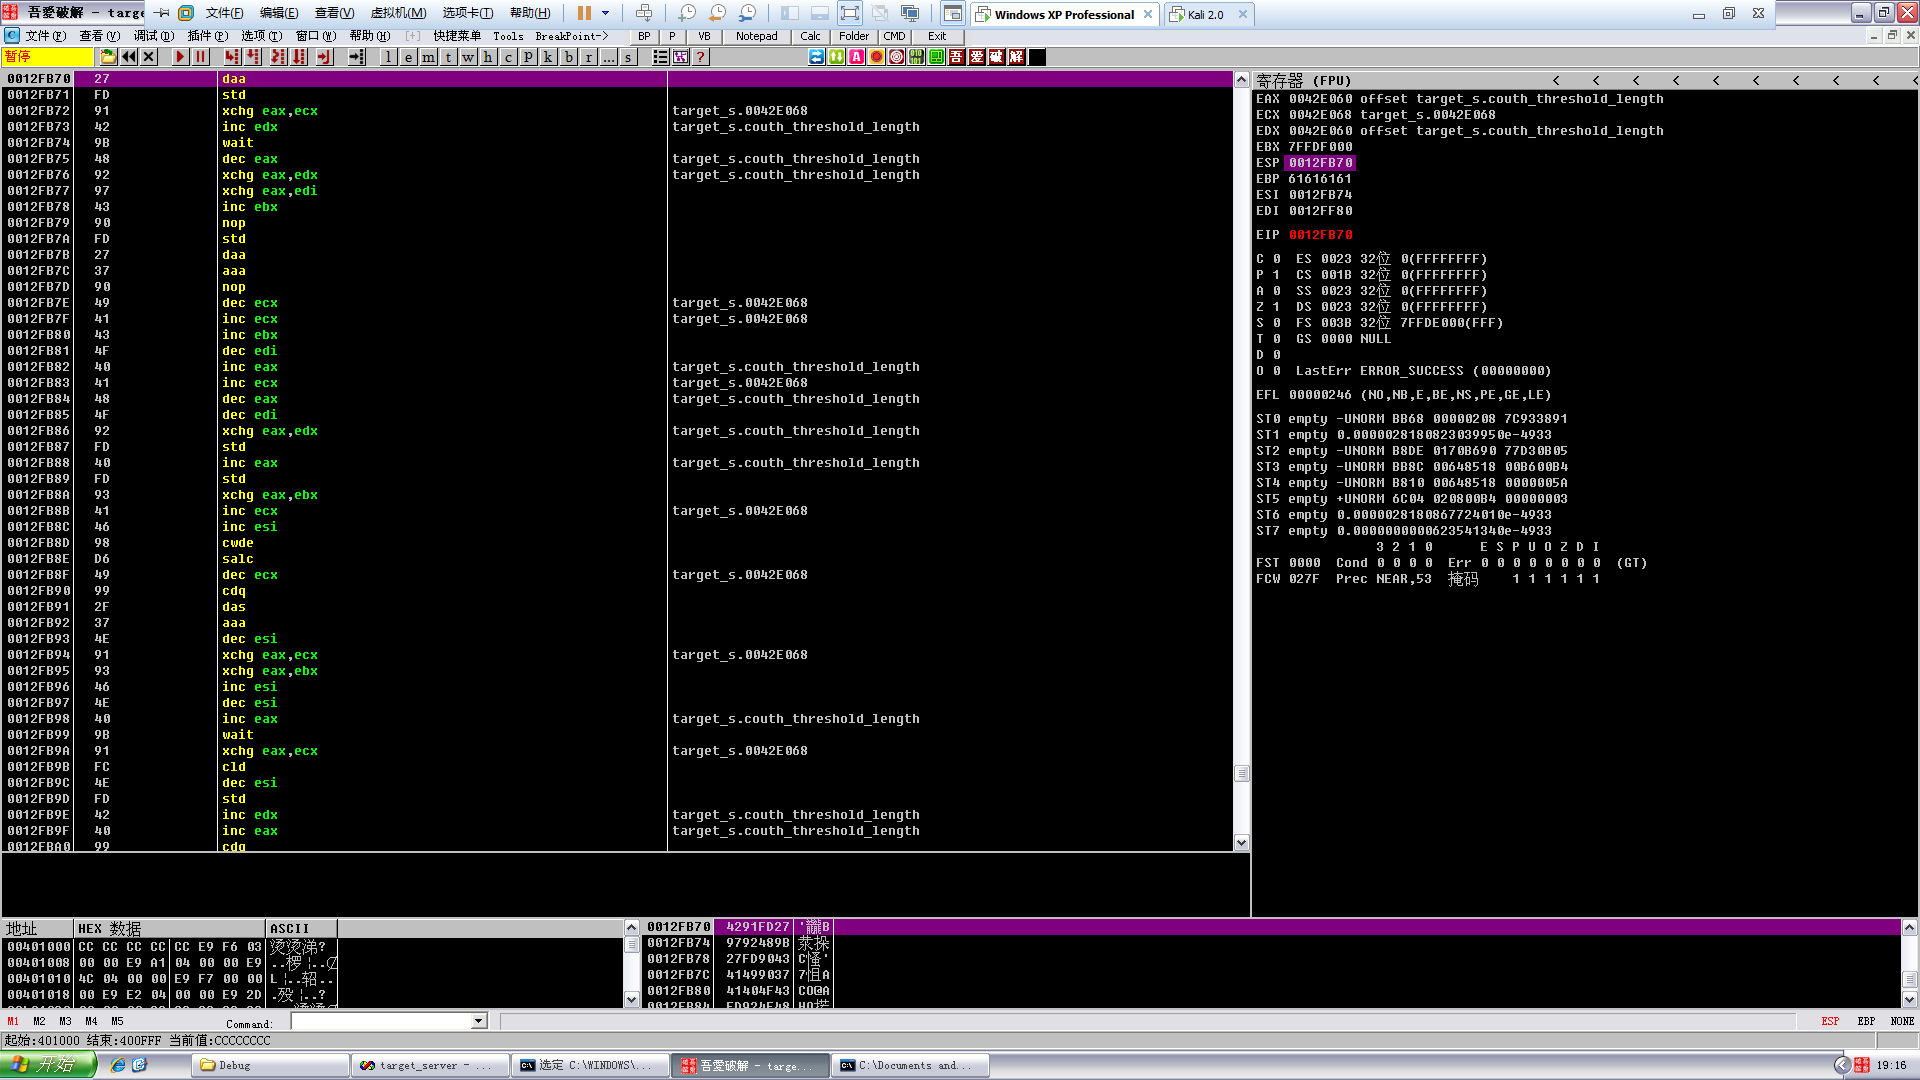 吾爱破解 - targe 文件(F) 编辑(E) 查看(V) 虚拟机(M) 选项卡(T) 帮助(H) Windows XP Professional Kali 2.0
文件(F) 查看(V) 调试(D) 插件(P) 选项(T) 窗口(W) 帮助(H) [+] 快捷菜单 Tools BreakPoint-> BP P VB Notepad Calc Folder CMD Exit
暂停 l e m t w h c P k b r ... s ? 吾 爱 破 解
0012FB70 27 daa
0012FB71 FD std
0012FB72 91 xchg eax,ecx target_s.0042E068
0012FB73 42 inc edx target_s.couth_threshold_length
0012FB74 9B wait
0012FB75 48 dec eax target_s.couth_threshold_length
0012FB76 92 xchg eax,edx target_s.couth_threshold_length
0012FB77 97 xchg eax,edi
0012FB78 43 inc ebx
0012FB79 90 nop
0012FB7A FD std
0012FB7B 27 daa
0012FB7C 37 aaa
0012FB7D 90 nop
0012FB7E 49 dec ecx target_s.0042E068
0012FB7F 41 inc ecx target_s.0042E068
0012FB80 43 inc ebx
0012FB81 4F dec edi
0012FB82 40 inc eax target_s.couth_threshold_length
0012FB83 41 inc ecx target_s.0042E068
0012FB84 48 dec eax target_s.couth_threshold_length
0012FB85 4F dec edi
0012FB86 92 xchg eax,edx target_s.couth_threshold_length
0012FB87 FD std
0012FB88 40 inc eax target_s.couth_threshold_length
0012FB89 FD std
0012FB8A 93 xchg eax,ebx
0012FB8B 41 inc ecx target_s.0042E068
0012FB8C 46 inc esi
0012FB8D 98 cwde
0012FB8E D6 salc
0012FB8F 49 dec ecx target_s.0042E068
0012FB90 99 cdq
0012FB91 2F das
0012FB92 37 aaa
0012FB93 4E dec esi
0012FB94 91 xchg eax,ecx target_s.0042E068
0012FB95 93 xchg eax,ebx
0012FB96 46 inc esi
0012FB97 4E dec esi
0012FB98 40 inc eax target_s.couth_threshold_length
0012FB99 9B wait
0012FB9A 91 xchg eax,ecx target_s.0042E068
0012FB9B FC cld
0012FB9C 4E dec esi
0012FB9D FD std
0012FB9E 42 inc edx target_s.couth_threshold_length
0012FB9F 40 inc eax target_s.couth_threshold_length
0012FBA0 99 cdq
寄存器 (FPU) < < < < < < < < < <
EAX 0042E060 offset target_s.couth_threshold_length
ECX 0042E068 target_s.0042E068
EDX 0042E060 offset target_s.couth_threshold_length
EBX 7FFDF000
ESP 0012FB70
EBP 61616161
ESI 0012FB74
EDI 0012FF80
EIP 0012FB70
C 0 ES 0023 32位 0(FFFFFFFF)
P 1 CS 001B 32位 0(FFFFFFFF)
A 0 SS 0023 32位 0(FFFFFFFF)
Z 1 DS 0023 32位 0(FFFFFFFF)
S 0 FS 003B 32位 7FFDE000(FFF)
T 0 GS 0000 NULL
D 0
O 0 LastErr ERROR_SUCCESS (00000000)
EFL 00000246 (NO,NB,E,BE,NS,PE,GE,LE)
ST0 empty -UNORM BB68 00000208 7C933891
ST1 empty 0.0000028180823039950e-4933
ST2 empty -UNORM B8DE 0170B690 77D30B05
ST3 empty -UNORM BB8C 00648518 00B600B4
ST4 empty -UNORM B810 00648518 0000005A
ST5 empty +UNORM 6C04 020800B4 00000003
ST6 empty 0.0000028180867724010e-4933
ST7 empty 0.0000000000623541340e-4933
3 2 1 0 E S P U O Z D I
FST 0000 Cond 0 0 0 0 Err 0 0 0 0 0 0 0 0 (GT)
FCW 027F Prec NEAR,53 掩码 1 1 1 1 1 1
地址 HEX 数据 ASCII
00401000 CC CC CC CC CC E9 F6 03 烫烫涕?
00401008 00 00 E9 A1 04 00 00 E9
00401010 4C 04 00 00 E9 F7 00 00
00401018 00 E9 E2 04 00 00 E9 2D
0012FB70 4291FD27
0012FB74 9792489B
0012FB78 27FD9043
0012FB7C 41499037
0012FB80 41404F43 CO@A
0012FB84 FD924F48
M1 M2 M3 M4 M5 Command: ESP EBP NONE
起始:401000 结束:400FFF 当前值:CCCCCCCC
开始 Debug target_server - ... 选定 C:\WINDOWS\... 吾爱破解 - targe... C:\Documents and... 19:16